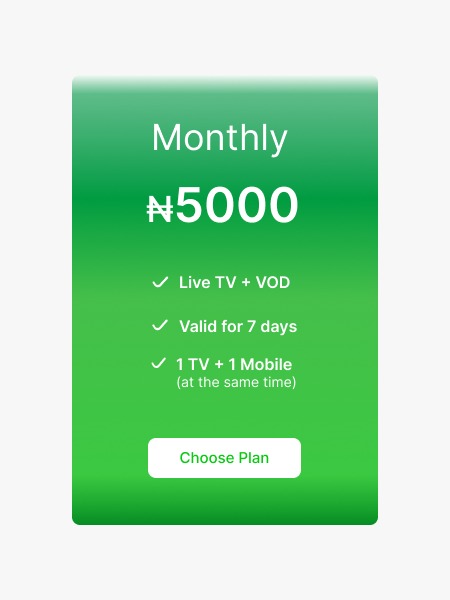 Monthly
₦5000
Live TV + VOD
Valid for 7 days
1 TV + 1 Mobile
(at the same time)
Choose Plan